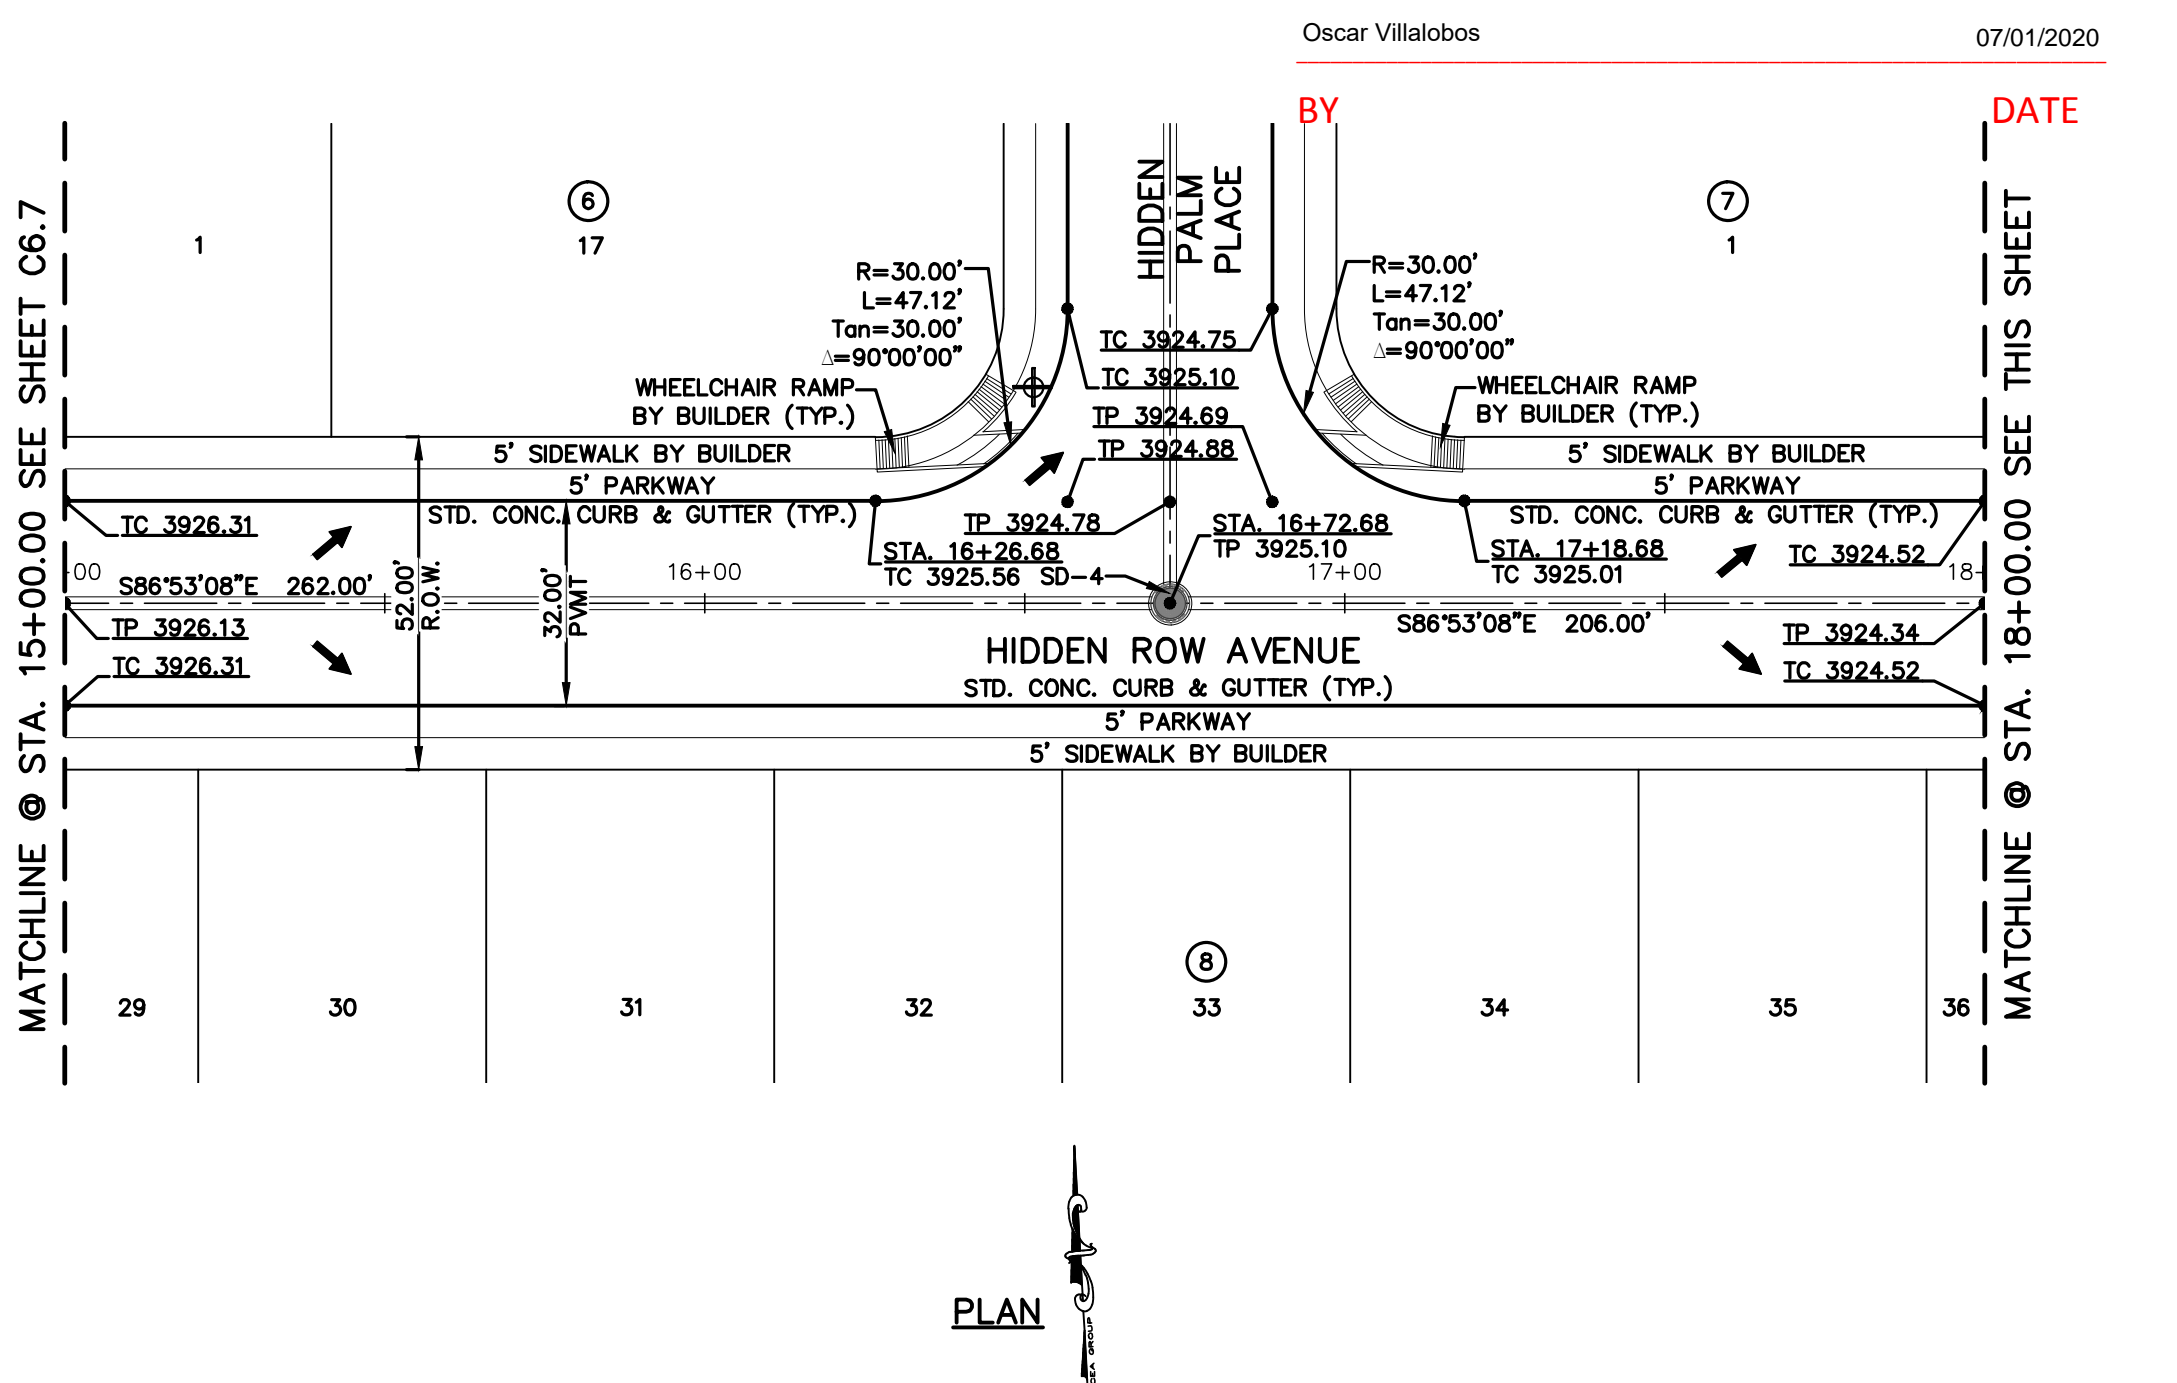 Oscar Villalobos
07/01/2020
BY
DATE
MATCHLINE @ STA. 15+00.00 SEE SHEET C6.7
MATCHLINE @ STA. 18+00.00 SEE THIS SHEET
HIDDEN
PALM
PLACE
6
17
1
7
1
R=30.00'
L=47.12'
Tan=30.00'
Δ=90°00'00"
R=30.00'
L=47.12'
Tan=30.00'
Δ=90°00'00"
TC 3924.75
TC 3925.10
TP 3924.69
TP 3924.88
WHEELCHAIR RAMP
BY BUILDER (TYP.)
WHEELCHAIR RAMP
BY BUILDER (TYP.)
5' SIDEWALK BY BUILDER
5' SIDEWALK BY BUILDER
5' PARKWAY
5' PARKWAY
STD. CONC. CURB & GUTTER (TYP.)
STD. CONC. CURB & GUTTER (TYP.)
TC 3926.31
TP 3924.78
STA. 16+72.68
TP 3925.10
STA. 16+26.68
TC 3925.56
SD-4
STA. 17+18.68
TC 3925.01
TC 3924.52
+00
16+00
17+00
18+
S86°53'08"E 262.00'
52.00'
R.O.W.
32.00'
PVMT
S86°53'08"E 206.00'
TP 3926.13
TC 3926.31
TP 3924.34
TC 3924.52
HIDDEN ROW AVENUE
STD. CONC. CURB & GUTTER (TYP.)
5' PARKWAY
5' SIDEWALK BY BUILDER
8
29
30
31
32
33
34
35
36
PLAN
DEA GROUP